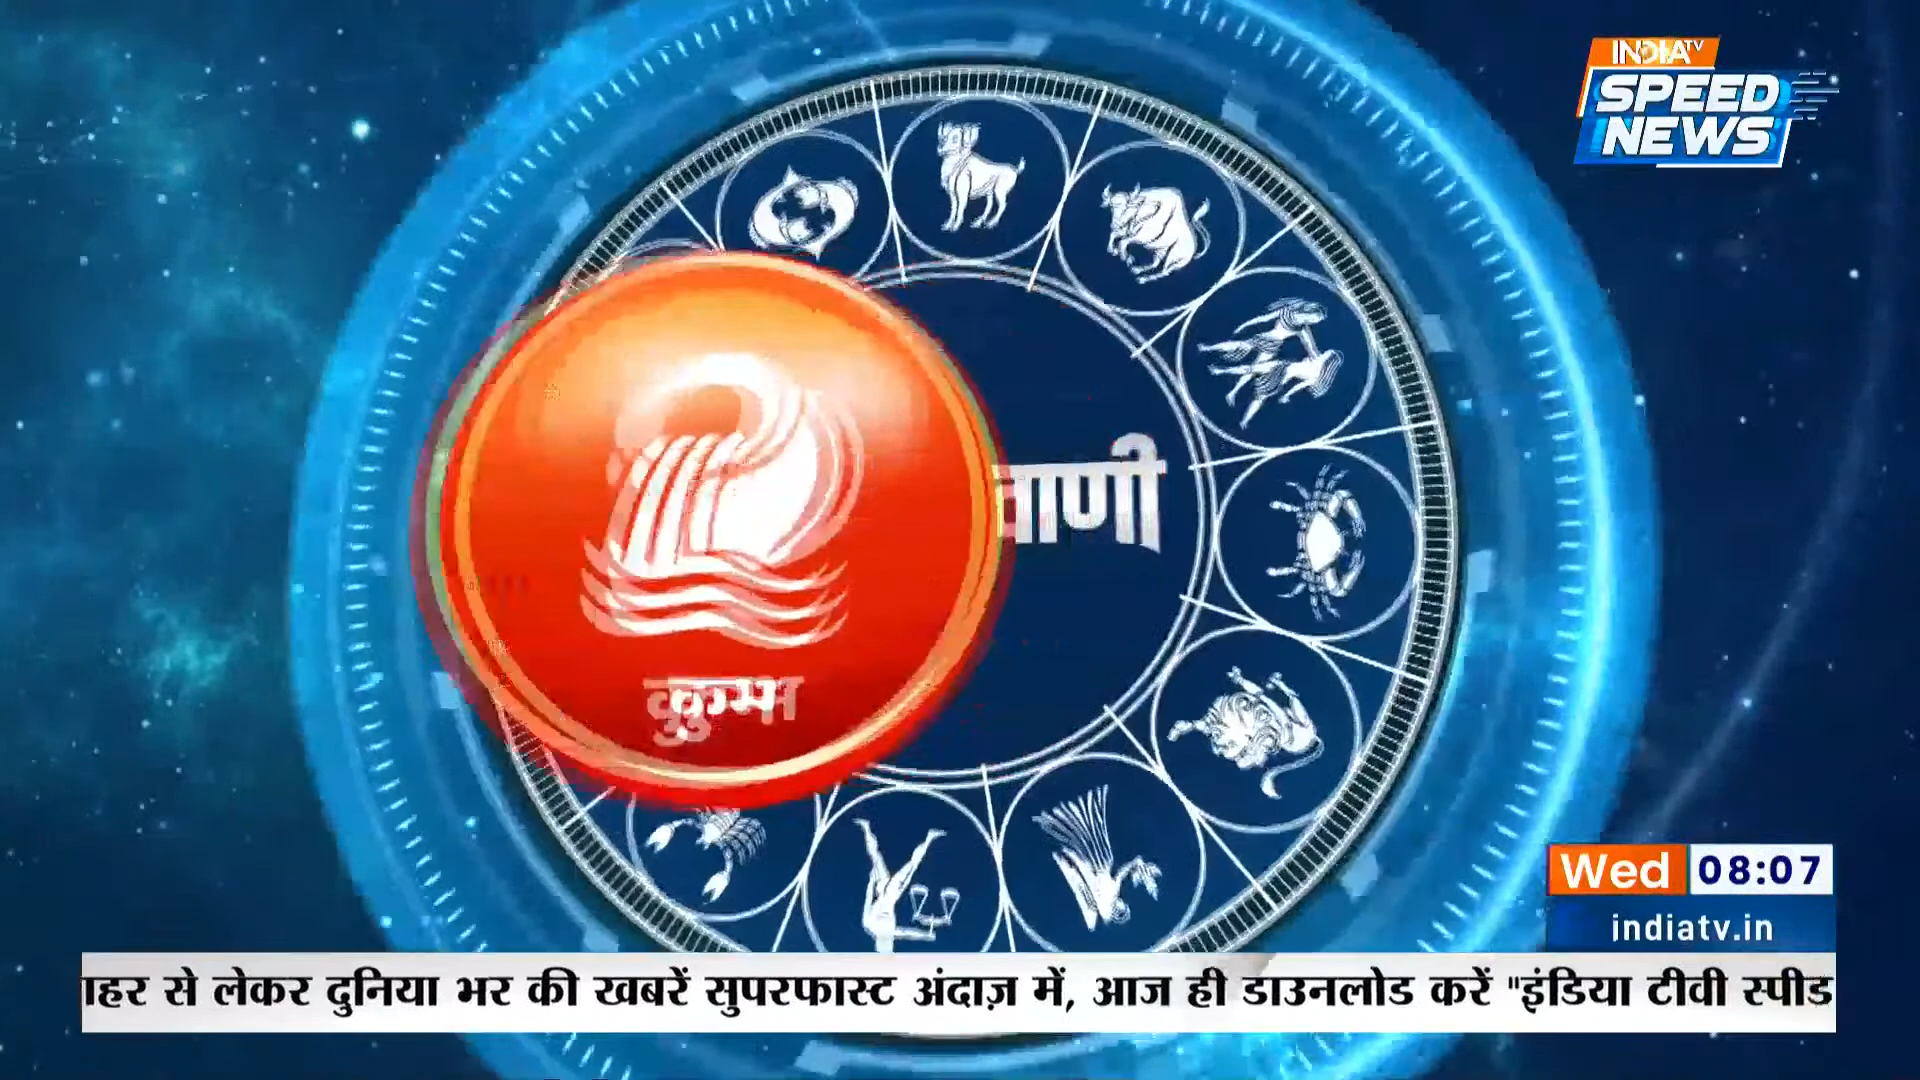 INDIA TV
SPEED
NEWS
वाणी
कुम्भ
Wed 08:07
indiatv.in
हर से लेकर दुनिया भर की खबरें सुपरफास्ट अंदाज़ में, आज ही डाउनलोड करें "इंडिया टीवी स्पीड